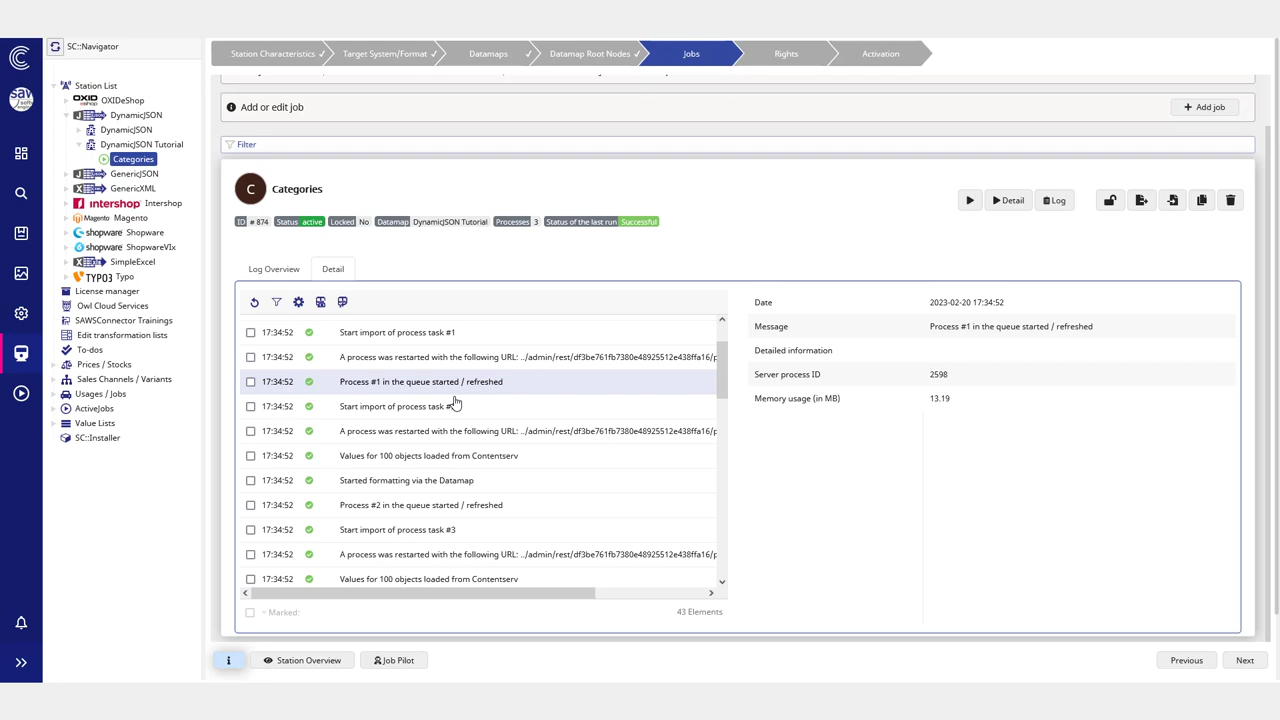 SC::Navigator
Station Characteristics
Target System/Format
Datamaps
Datamap Root Nodes
Jobs
Rights
Activation
Station List
OXIDeShop
DynamicJSON
DynamicJSON
DynamicJSON Tutorial
Categories
GenericJSON
GenericXML
Intershop
Magento
Shopware
ShopwareVIx
SimpleExcel
Typo
License manager
Owl Cloud Services
SAWSConnector Trainings
Edit transformation lists
To-dos
Prices / Stocks
Sales Channels / Variants
Usages / Jobs
ActiveJobs
Value Lists
SC::Installer
Add or edit job
Add job
Filter
C
Categories
Detail
Log
ID # 874 Status active Locked No Datamap DynamicJSON Tutorial Processes 3 Status of the last run Successful
Log Overview
Detail
17:34:52 Start import of process task #1
17:34:52 A process was restarted with the following URL: ../admin/rest/df3be761fb7380e48925512e438ffa16/p
17:34:52 Process #1 in the queue started / refreshed
17:34:52 Start import of process task
17:34:52 A process was restarted with the following URL: ../admin/rest/df3be761fb7380e48925512e438ffa16/p
17:34:52 Values for 100 objects loaded from Contentserv
17:34:52 Started formatting via the Datamap
17:34:52 Process #2 in the queue started / refreshed
17:34:52 Start import of process task #3
17:34:52 A process was restarted with the following URL: ../admin/rest/df3be761fb7380e48925512e438ffa16/p
17:34:52 Values for 100 objects loaded from Contentserv
Marked:
43 Elements
Date 2023-02-20 17:34:52
Message Process #1 in the queue started / refreshed
Detailed information
Server process ID 2598
Memory usage (in MB) 13.19
Station Overview
Job Pilot
Previous
Next